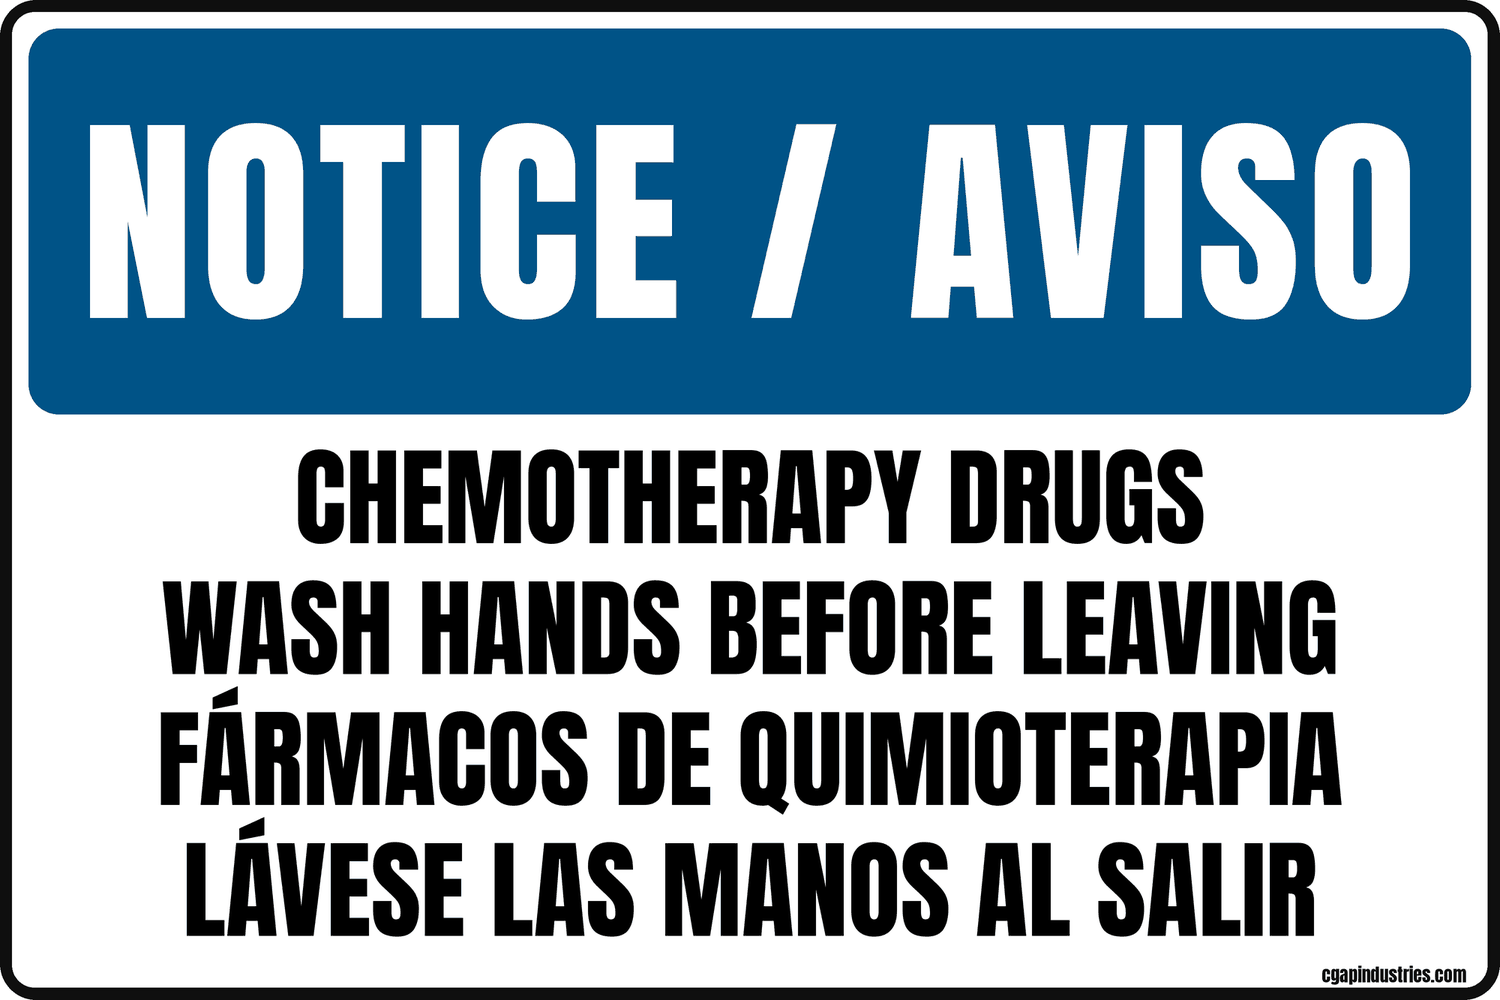 NOTICE / AVISO
CHEMOTHERAPY DRUGS
WASH HANDS BEFORE LEAVING
FÁRMACOS DE QUIMIOTERAPIA
LÁVESE LAS MANOS AL SALIR
cgapindustries.com